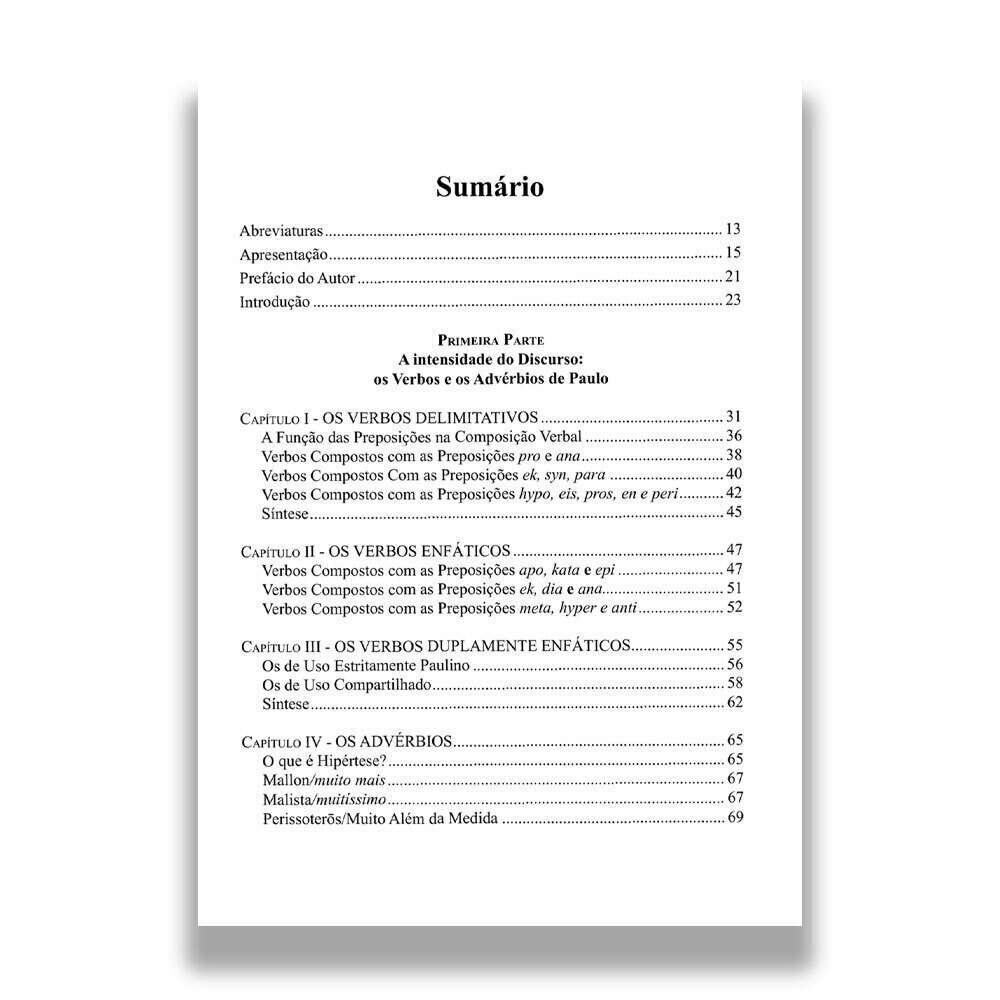 Sumário
Abreviaturas 13
Apresentação 15
Prefácio do Autor 21
Introdução 23
Primeira Parte
A intensidade do Discurso:
os Verbos e os Advérbios de Paulo
Capítulo I - OS VERBOS DELIMITATIVOS 31
A Função das Preposições na Composição Verbal 36
Verbos Compostos com as Preposições pro e ana 38
Verbos Compostos Com as Preposições ek, syn, para 40
Verbos Compostos com as Preposições hypo, eis, pros, en e peri 42
Síntese 45
Capítulo II - OS VERBOS ENFÁTICOS 47
Verbos Compostos com as Preposições apo, kata e epi 47
Verbos Compostos com as Preposições ek, dia e ana 51
Verbos Compostos com as Preposições meta, hyper e anti 52
Capítulo III - OS VERBOS DUPLAMENTE ENFÁTICOS 55
Os de Uso Estritamente Paulino 56
Os de Uso Compartilhado 58
Síntese 62
Capítulo IV - OS ADVÉRBIOS 65
O que é Hipértese? 65
Mallon/muito mais 67
Malista/muitíssimo 67
Perissoterōs/Muito Além da Medida 69